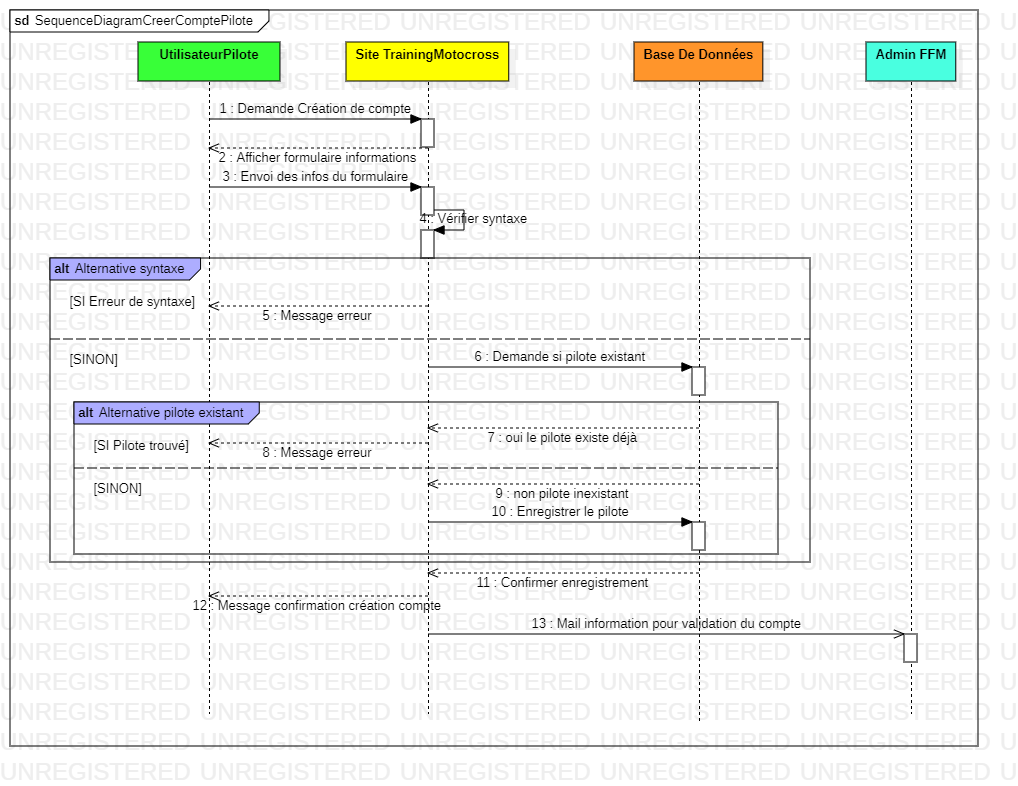 sd SequenceDiagramCreerComptePilote
UtilisateurPilote
Site TrainingMotocross
Base De Données
Admin FFM
1 : Demande Création de compte
2 : Afficher formulaire informations
3 : Envoi des infos du formulaire
4 : Vérifier syntaxe
alt Alternative syntaxe
[SI Erreur de syntaxe]
5 : Message erreur
[SINON]
6 : Demande si pilote existant
alt Alternative pilote existant
7 : oui le pilote existe déjà
[SI Pilote trouvé]
8 : Message erreur
[SINON]
9 : non pilote inexistant
10 : Enregistrer le pilote
11 : Confirmer enregistrement
12 : Message confirmation création compte
13 : Mail information pour validation du compte
UNREGISTERED